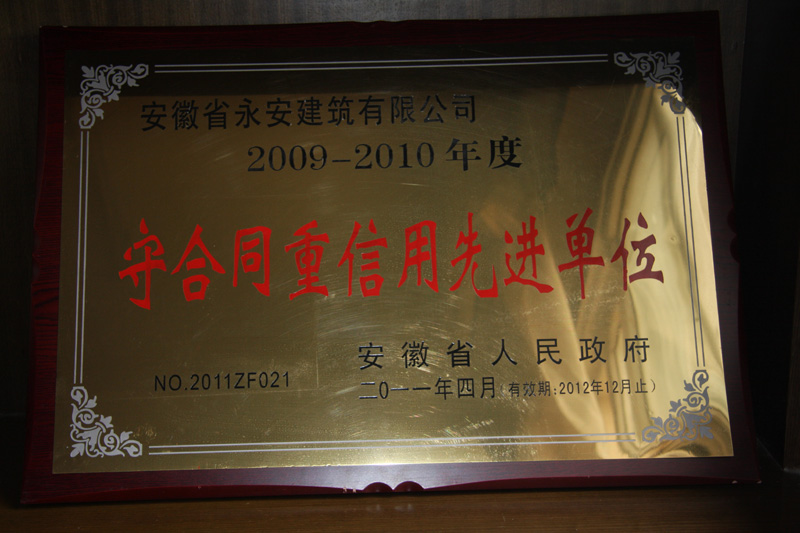 安徽省永安建筑有限公司
2009-2010年度
守合同重信用先进单位
安徽省人民政府
NO.2011ZF021
二0一一年四月(有效期:2012年12月止)